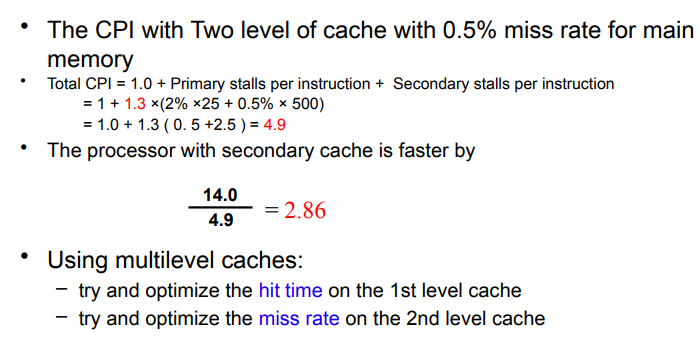 • The CPI with Two level of cache with 0.5% miss rate for main
memory
• Total CPI = 1.0 + Primary stalls per instruction + Secondary stalls per instruction
= 1 + 1.3 ×(2% ×25 + 0.5% × 500)
= 1.0 + 1.3 ( 0. 5 +2.5 ) = 4.9
• The processor with secondary cache is faster by
14.0
4.9
= 2.86
• Using multilevel caches:
– try and optimize the hit time on the 1st level cache
– try and optimize the miss rate on the 2nd level cache